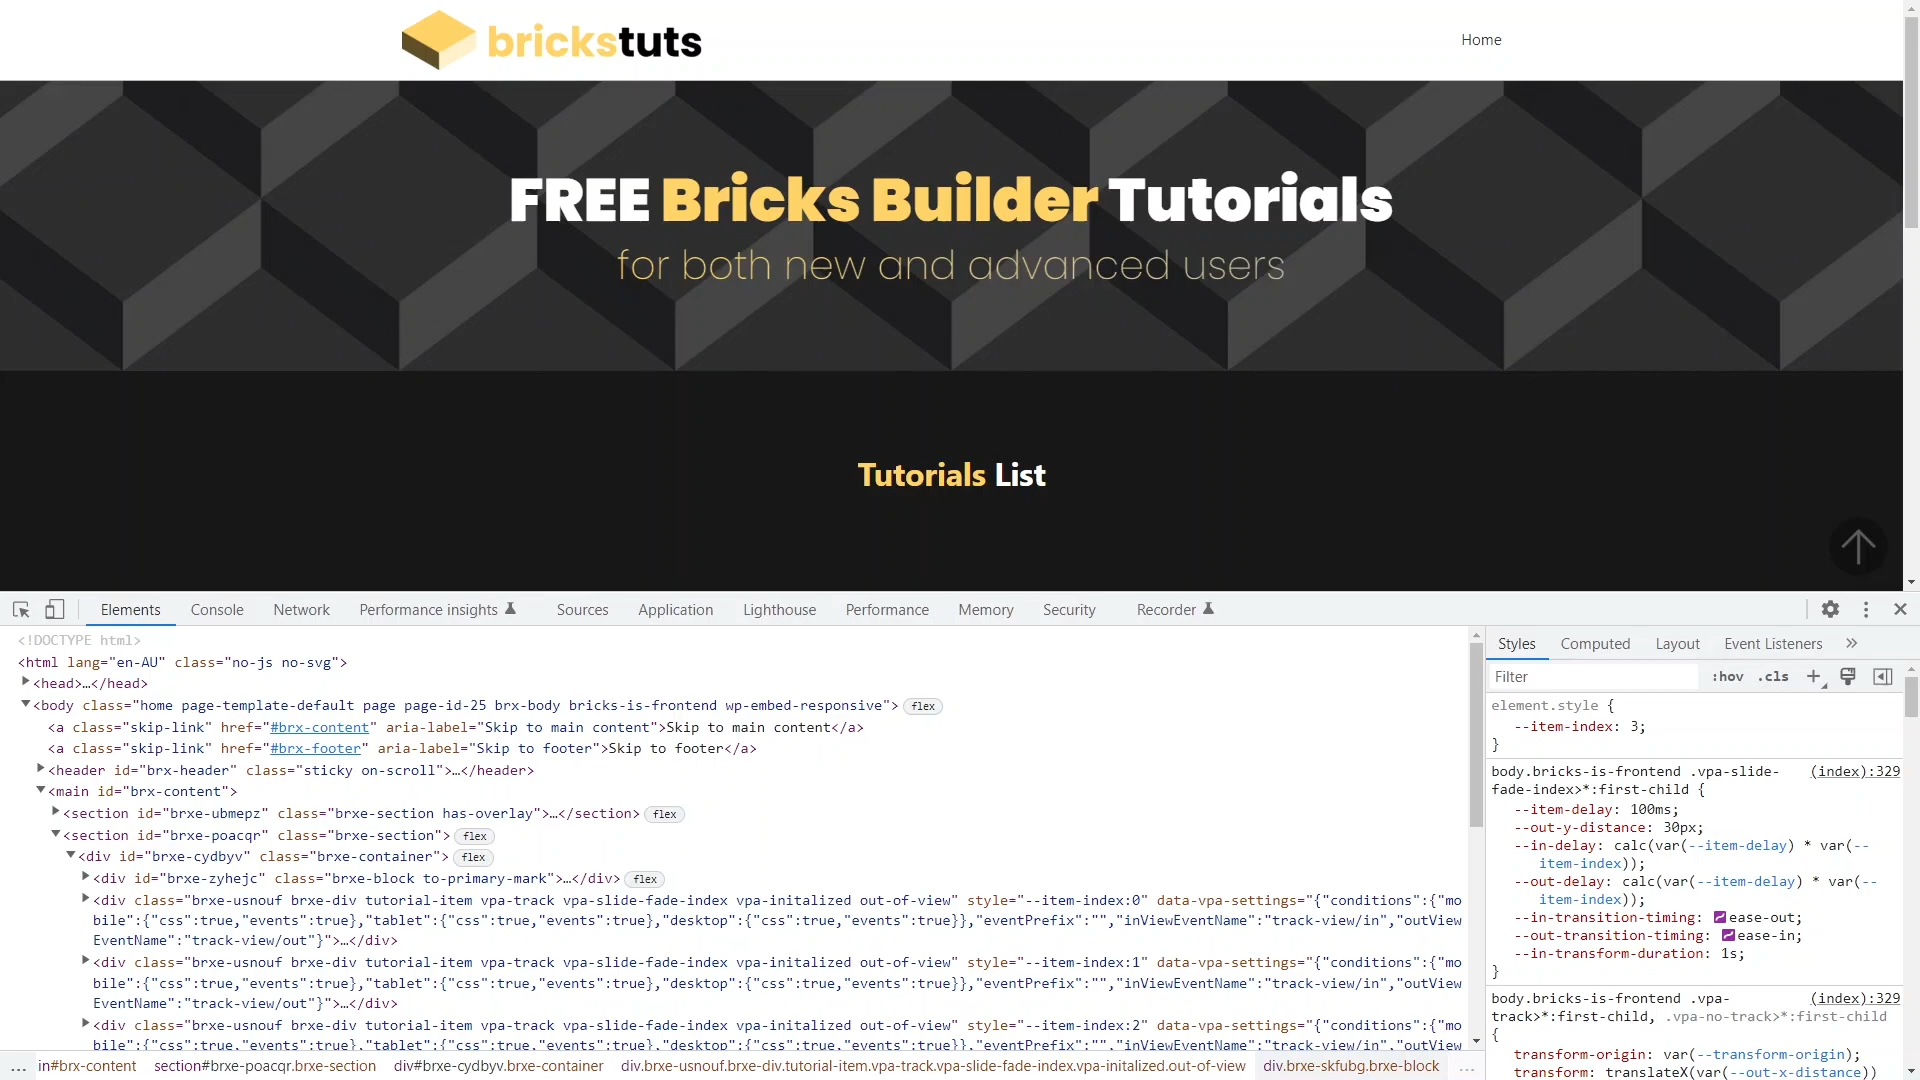 brickstuts
Home
FREE Bricks Builder Tutorials
for both new and advanced users
Tutorials List
Elements Console Network Performance insights Sources Application Lighthouse Performance Memory Security Recorder
<!DOCTYPE html>
<html lang="en-AU" class="no-js no-svg">
<head>…</head>
<body class="home page-template-default page page-id-25 brx-body bricks-is-frontend wp-embed-responsive"> flex
<a class="skip-link" href="#brx-content" aria-label="Skip to main content">Skip to main content</a>
<a class="skip-link" href="#brx-footer" aria-label="Skip to footer">Skip to footer</a>
<header id="brx-header" class="sticky on-scroll">…</header>
<main id="brx-content">
<section id="brxe-ubmepz" class="brxe-section has-overlay">…</section> flex
<section id="brxe-poacqr" class="brxe-section"> flex
<div id="brxe-cydbyv" class="brxe-container"> flex
<div id="brxe-zyhejc" class="brxe-block to-primary-mark">…</div> flex
<div class="brxe-usnouf brxe-div tutorial-item vpa-track vpa-slide-fade-index vpa-initalized out-of-view" style="--item-index:0" data-vpa-settings="{"conditions":{"mo
bile":{"css":true,"events":true},"tablet":{"css":true,"events":true},"desktop":{"css":true,"events":true}},"eventPrefix":"","inViewEventName":"track-view/in","outView
EventName":"track-view/out"}">…</div>
<div class="brxe-usnouf brxe-div tutorial-item vpa-track vpa-slide-fade-index vpa-initalized out-of-view" style="--item-index:1" data-vpa-settings="{"conditions":{"mo
bile":{"css":true,"events":true},"tablet":{"css":true,"events":true},"desktop":{"css":true,"events":true}},"eventPrefix":"","inViewEventName":"track-view/in","outView
EventName":"track-view/out"}">…</div>
<div class="brxe-usnouf brxe-div tutorial-item vpa-track vpa-slide-fade-index vpa-initalized out-of-view" style="--item-index:2" data-vpa-settings="{"conditions":{"mo
bile":{"css":true,"events":true},"tablet":{"css":true,"events":true},"desktop":{"css":true,"events":true}},"eventPrefix":"","inViewEventName":"track-view/in","outView
… in#brx-content section#brxe-poacqr.brxe-section div#brxe-cydbyv.brxe-container div.brxe-usnouf.brxe-div.tutorial-item.vpa-track.vpa-slide-fade-index.vpa-initalized.out-of-view div.brxe-skfubg.brxe-block …
Styles Computed Layout Event Listeners »
Filter :hov .cls +
element.style {
--item-index: 3;
}
body.bricks-is-frontend .vpa-slide- (index):329
fade-index>*:first-child {
--item-delay: 100ms;
--out-y-distance: 30px;
--in-delay: calc(var(--item-delay) * var(--
item-index));
--out-delay: calc(var(--item-delay) * var(--
item-index));
--in-transition-timing: ease-out;
--out-transition-timing: ease-in;
--in-transform-duration: 1s;
}
body.bricks-is-frontend .vpa- (index):329
track>*:first-child, .vpa-no-track>*:first-child
{
transform-origin: var(--transform-origin);
transform: translateX(var(--out-x-distance))